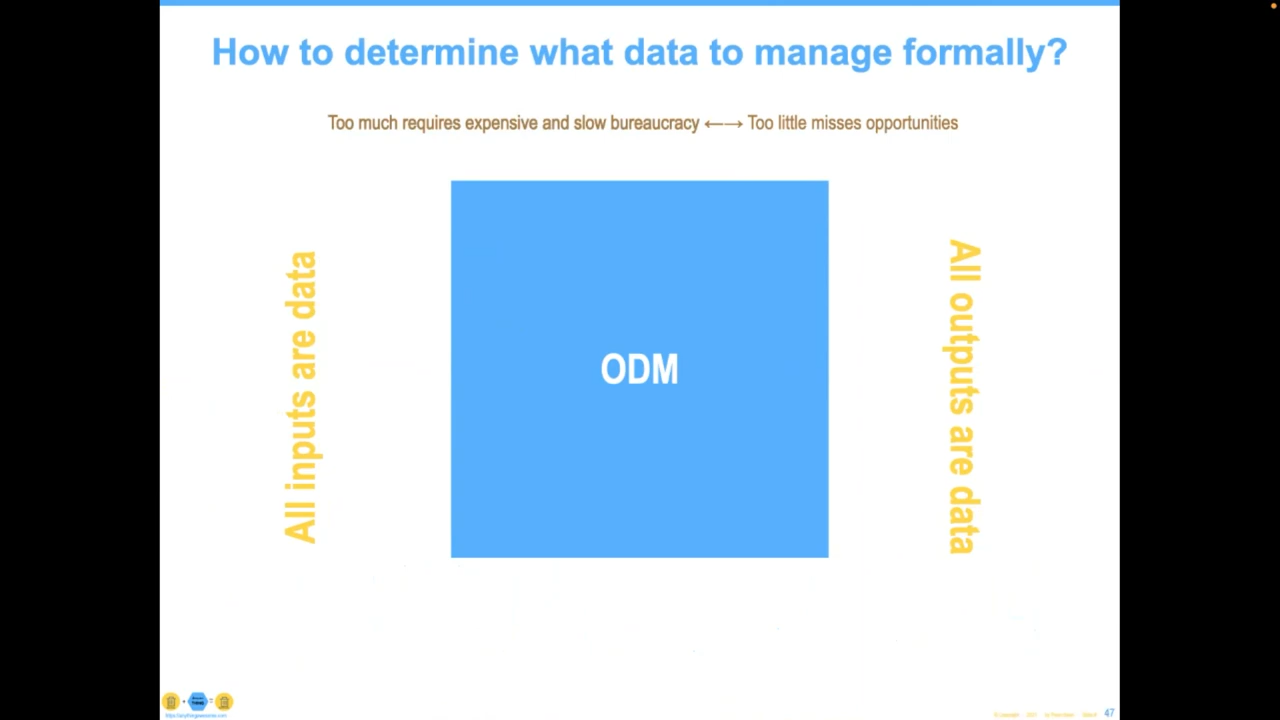 How to determine what data to manage formally?
Too much requires expensive and slow bureaucracy ←→ Too little misses opportunities
All inputs are data
ODM
All outputs are data
47